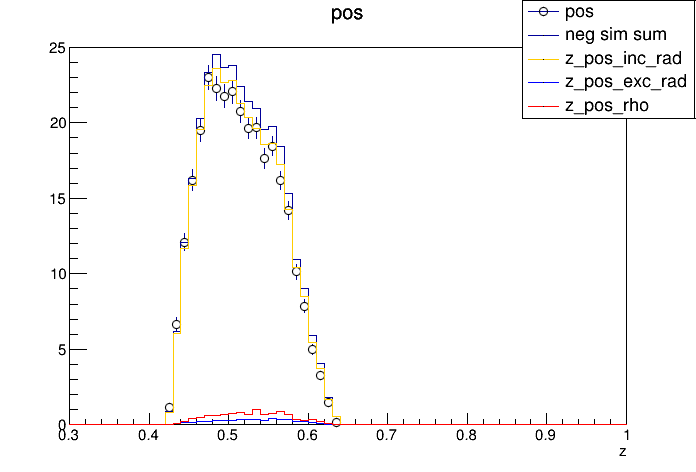 pos
pos
neg sim sum
z_pos_inc_rad
z_pos_exc_rad
z_pos_rho
25
20
15
10
5
0
0.3 0.4 0.5 0.6 0.7 0.8 0.9 1
z